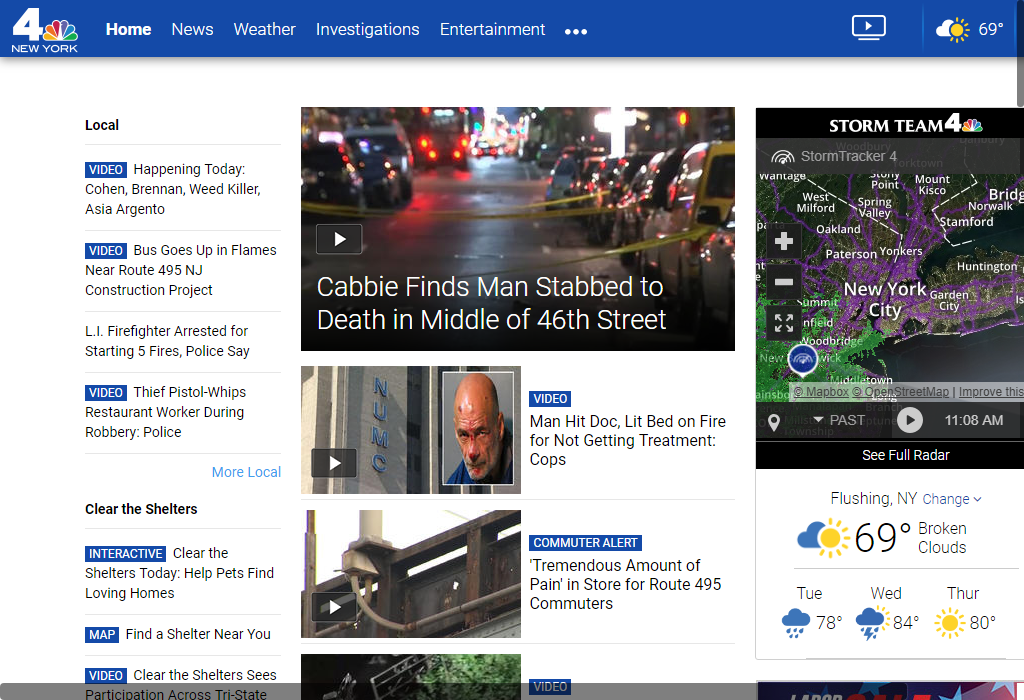 4
NEW YORK
Home
News
Weather
Investigations
Entertainment
69°
Local
VIDEO Happening Today:
Cohen, Brennan, Weed Killer,
Asia Argento
VIDEO Bus Goes Up in Flames
Near Route 495 NJ
Construction Project
L.I. Firefighter Arrested for
Starting 5 Fires, Police Say
VIDEO Thief Pistol-Whips
Restaurant Worker During
Robbery: Police
More Local
Clear the Shelters
INTERACTIVE Clear the
Shelters Today: Help Pets Find
Loving Homes
MAP Find a Shelter Near You
VIDEO Clear the Shelters Sees
Participation Across Tri-State
Cabbie Finds Man Stabbed to
Death in Middle of 46th Street
NUMC
VIDEO
Man Hit Doc, Lit Bed on Fire
for Not Getting Treatment:
Cops
COMMUTER ALERT
'Tremendous Amount of
Pain' in Store for Route 495
Commuters
VIDEO
STORM TEAM 4
StormTracker 4
Woodbury
Danbury
Yorktown
Wantage
Stony
Point
Mount
Kisco
West
Milford
Spring
Valley
Bridg
Norwalk
Stamford
Oakland
Paterson
Yonkers
Huntington
New York
City
Garden
City
Is
Summit
nfield
Woodbridge
New
wick
Middletown
© Mapbox © OpenStreetMap | Improve this
Branch
Township
PAST
11:08 AM
See Full Radar
Flushing, NY Change
69°
Broken
Clouds
Tue
Wed
Thur
78°
84°
80°
LABOR